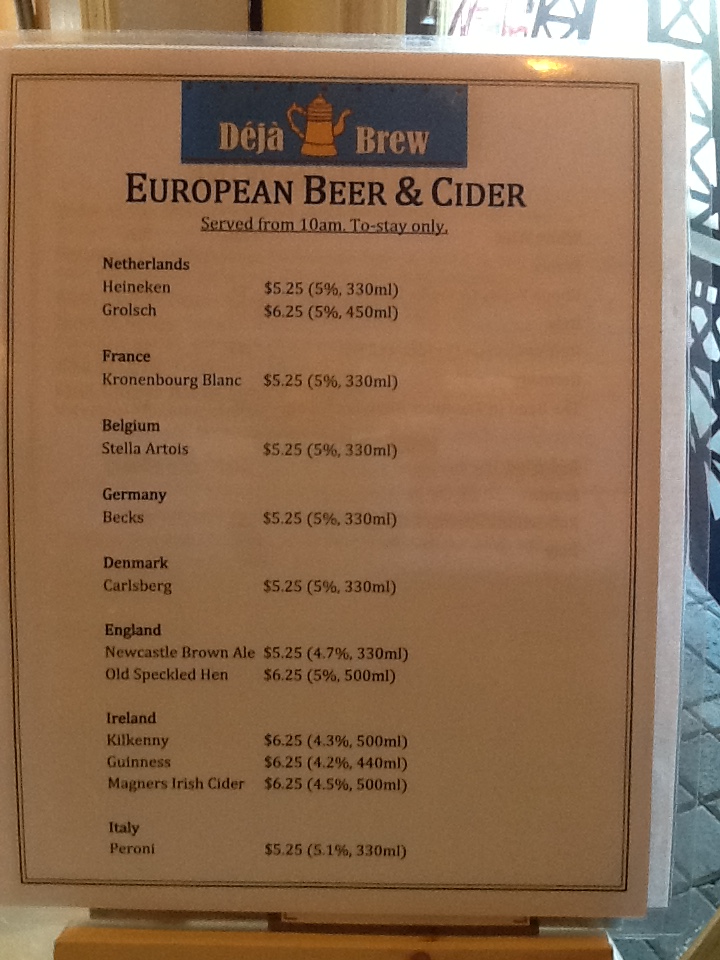 Déjà Brew
EUROPEAN BEER & CIDER
Served from 10am. To-stay only.
Netherlands
Heineken $5.25 (5%, 330ml)
Grolsch $6.25 (5%, 450ml)
France
Kronenbourg Blanc $5.25 (5%, 330ml)
Belgium
Stella Artois $5.25 (5%, 330ml)
Germany
Becks $5.25 (5%, 330ml)
Denmark
Carlsberg $5.25 (5%, 330ml)
England
Newcastle Brown Ale $5.25 (4.7%, 330ml)
Old Speckled Hen $6.25 (5%, 500ml)
Ireland
Kilkenny $6.25 (4.3%, 500ml)
Guinness $6.25 (4.2%, 440ml)
Magners Irish Cider $6.25 (4.5%, 500ml)
Italy
Peroni $5.25 (5.1%, 330ml)